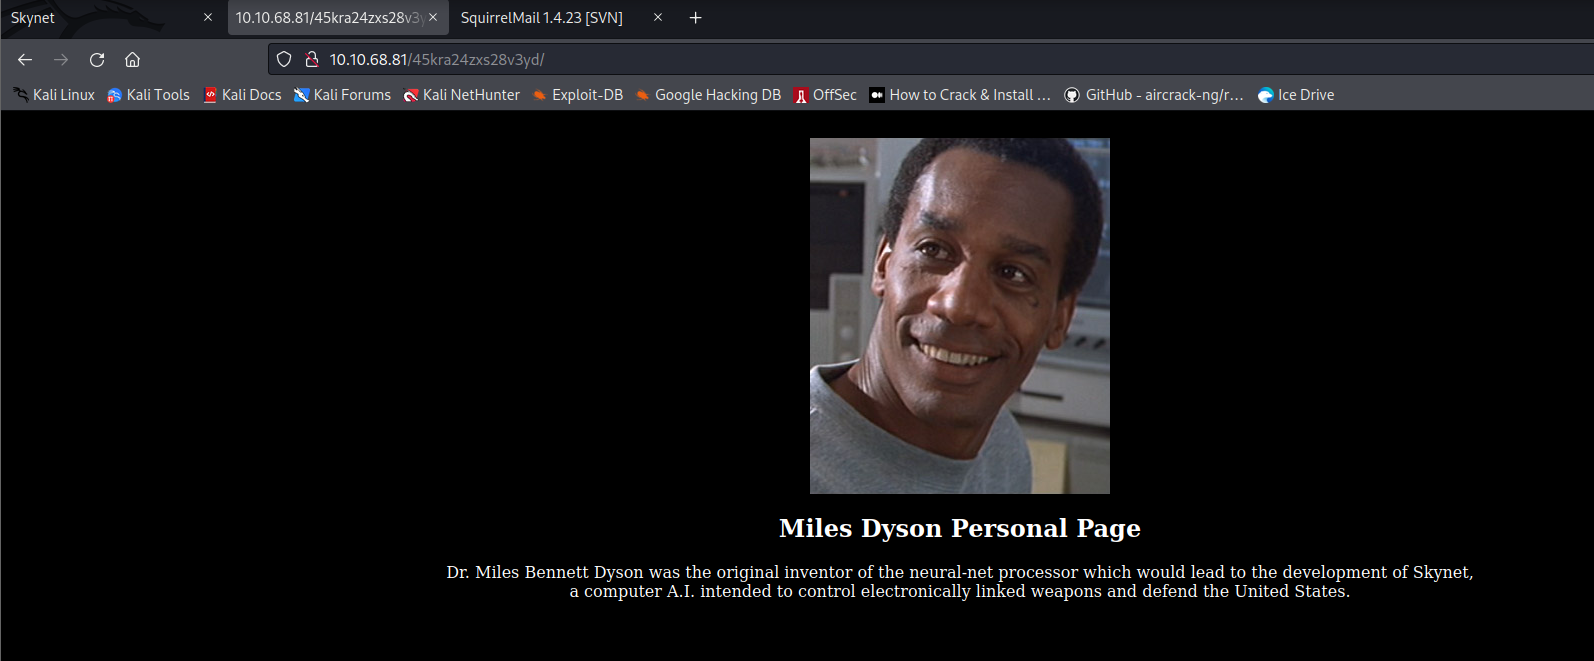 Skynet
10.10.68.81/45kra24zxs28v3y
SquirrelMail 1.4.23 [SVN]
10.10.68.81/45kra24zxs28v3yd/
Kali Linux Kali Tools Kali Docs Kali Forums Kali NetHunter Exploit-DB Google Hacking DB OffSec How to Crack & Install … GitHub - aircrack-ng/r… Ice Drive
Miles Dyson Personal Page
Dr. Miles Bennett Dyson was the original inventor of the neural-net processor which would lead to the development of Skynet,
a computer A.I. intended to control electronically linked weapons and defend the United States.